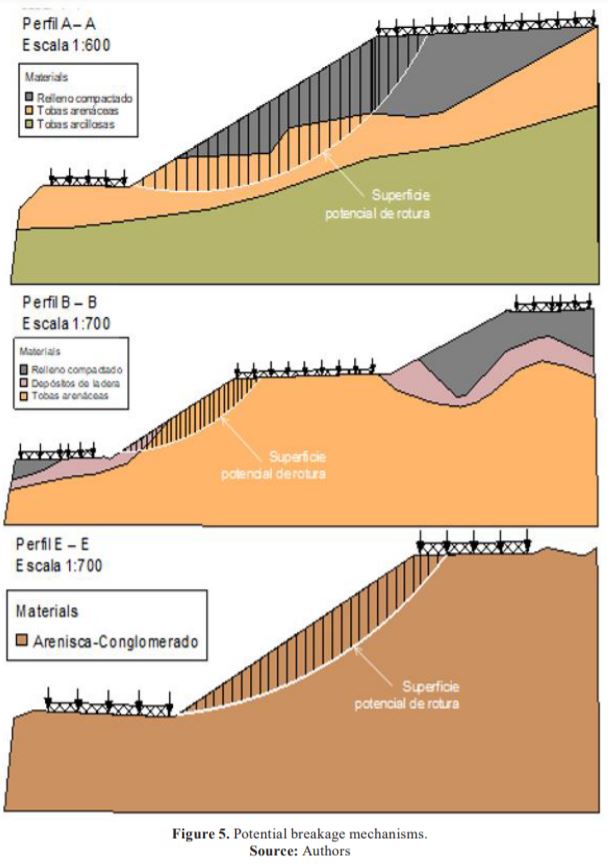 Perfil A – A
Escala 1:600
Materials
Relleno compactado
Tobas arenáceas
Tobas arcillosas
Superficie
potencial de rotura
Perfil B – B
Escala 1:700
Materials
Relleno compactado
Depósitos de ladera
Tobas arenáceas
Superficie
potencial de rotura
Perfil E – E
Escala 1:700
Materials
Arenisca-Conglomerado
Superficie
potencial de rotura
Figure 5. Potential breakage mechanisms.
Source: Authors